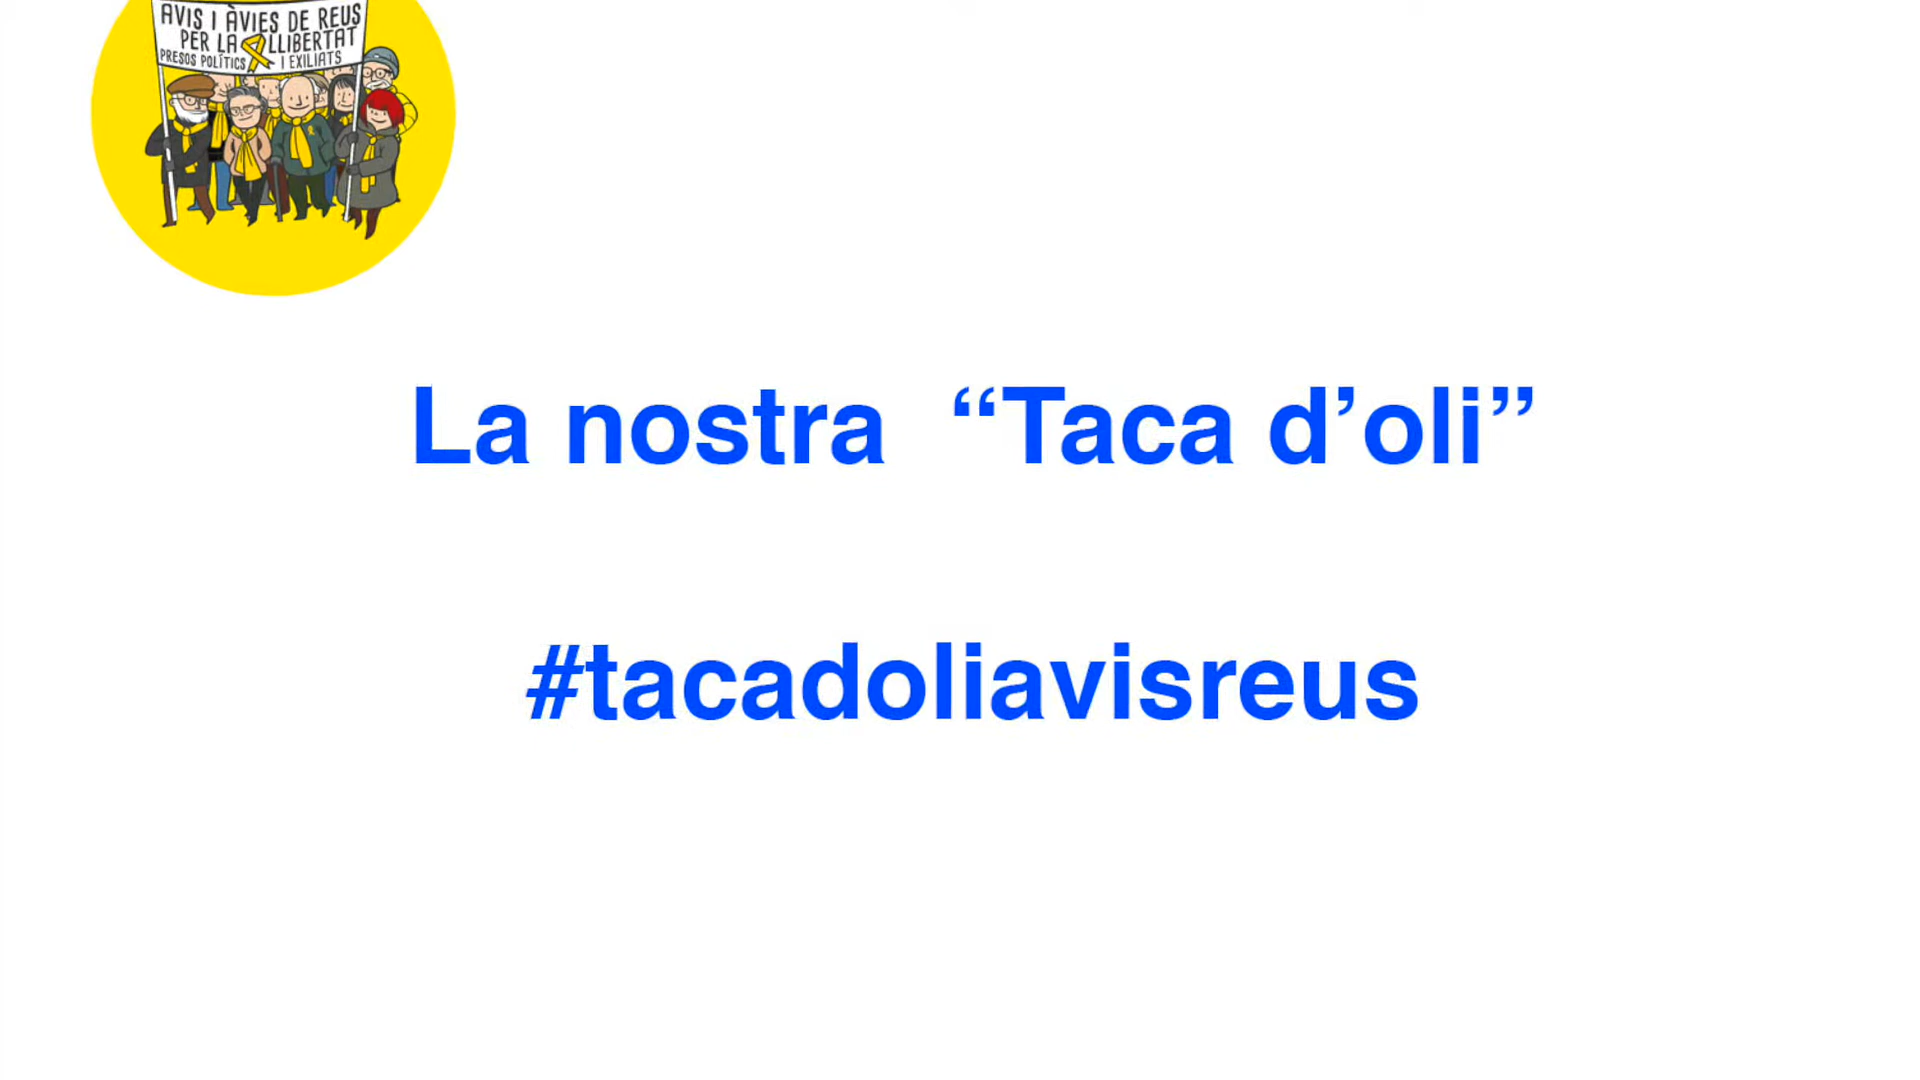 AVIS I ÀVIES DE REUS
PER LA LLIBERTAT
PRESOS POLÍTICS I EXILIATS
La nostra “Taca d’oli”
#tacadoliavisreus